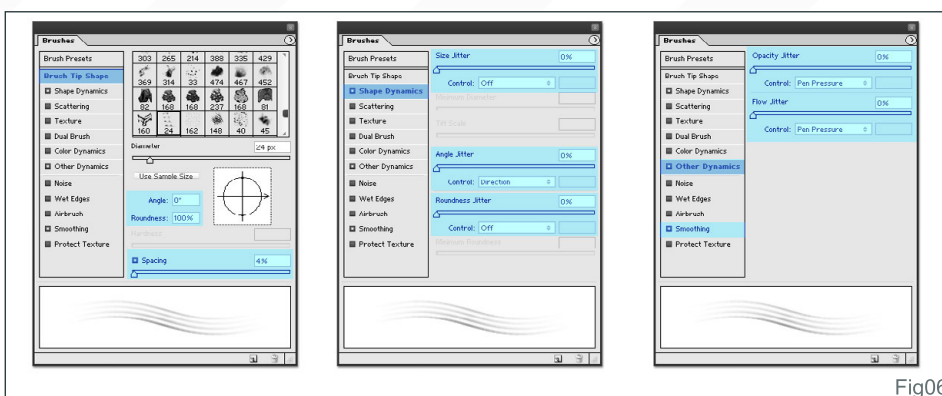 Brushes
Brush Presets
Bruch Tip Shape
Shape Dynamics
Scattering
Texture
Dual Brush
Color Dynamics
Other Dynamics
Noise
Wet Edges
Airbrush
Smoothing
Protect Texture
303 265 214 388 335 429
369 314 33 474 467 452
82 168 168 237 168 81
160 24 162 148 40 45
Diameter 24 px
Use Sample Size
Angle: 0°
Roundness: 100%
Hardness
Spacing 4%
Brushes
Brush Presets
Bruch Tip Shape
Shape Dynamics
Scattering
Texture
Dual Brush
Color Dynamics
Other Dynamics
Noise
Wet Edges
Airbrush
Smoothing
Protect Texture
Size Jitter 0%
Control: Off
Minimum Diameter
Tilt Scale
Angle Jitter 0%
Control: Direction
Roundness Jitter 0%
Control: Off
Minimum Roundness
Brushes
Brush Presets
Bruch Tip Shape
Shape Dynamics
Scattering
Texture
Dual Brush
Color Dynamics
Other Dynamics
Noise
Wet Edges
Airbrush
Smoothing
Protect Texture
Opacity Jitter 0%
Control: Pen Pressure
Flow Jitter 0%
Control: Pen Pressure
Fig06